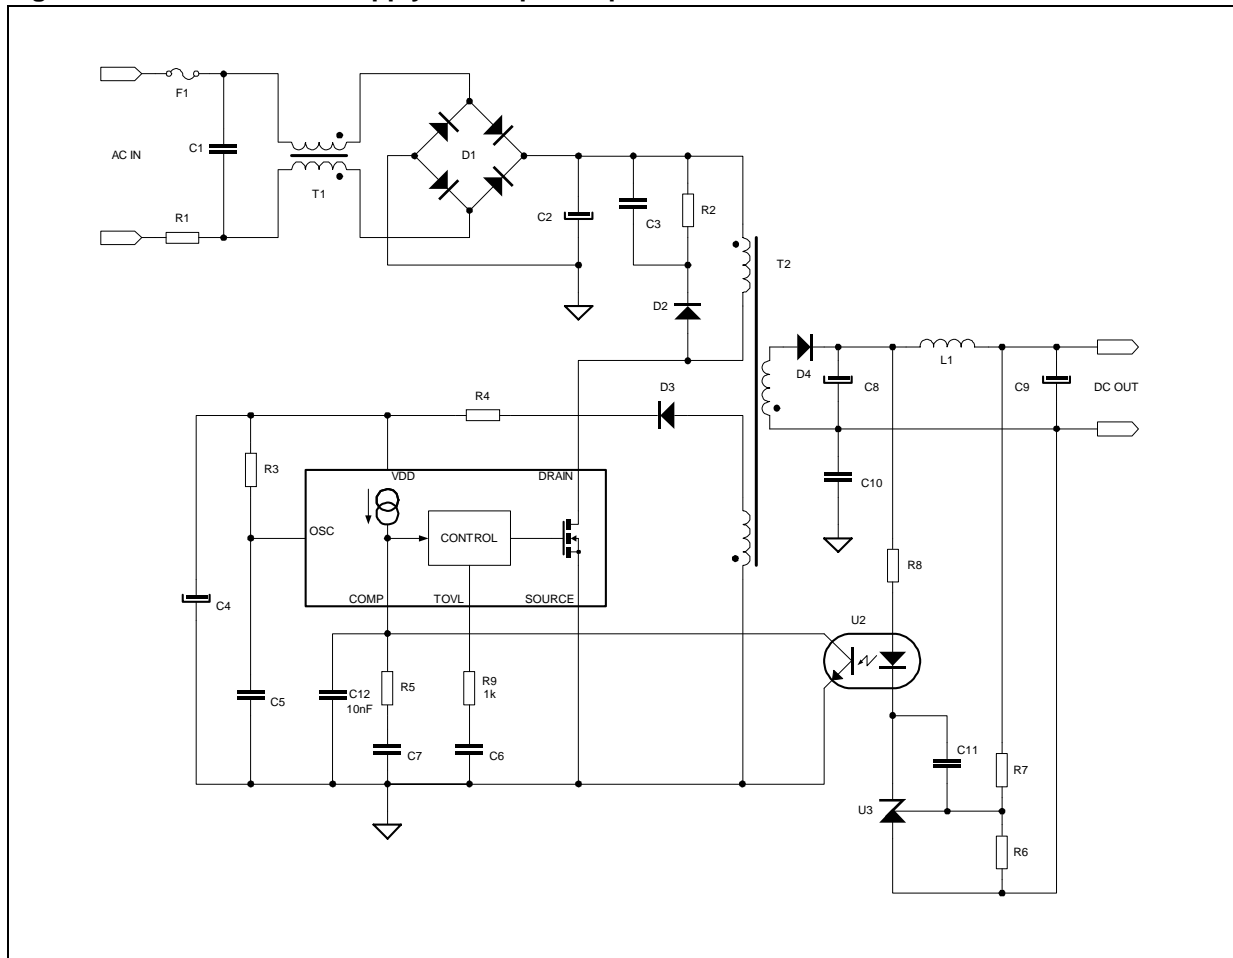 F1
C1
AC IN
T1
R1
D1
C2
C3
R2
D2
T2
D4
C8
L1
C9
DC OUT
C10
R4
D3
R3
VDD
DRAIN
OSC
CONTROL
COMP
TOVL
SOURCE
C4
R8
U2
C5
C12
10nF
R5
R9
1k
C7
C6
C11
R7
U3
R6